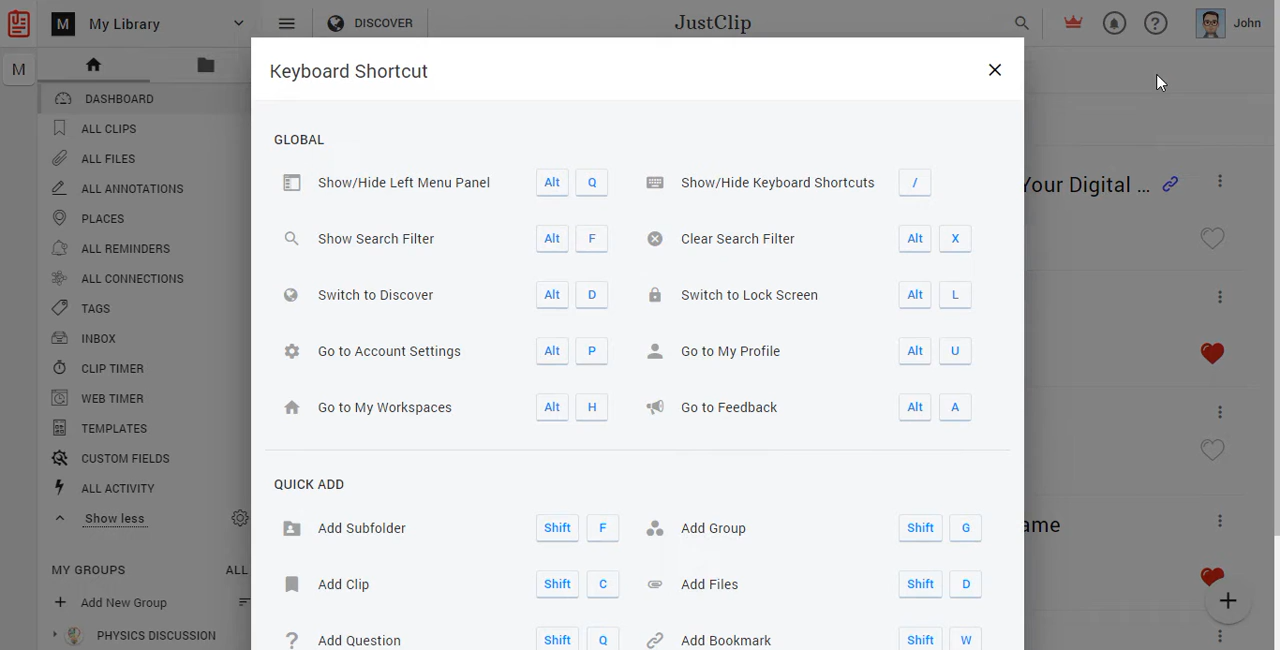 M My Library DISCOVER JustClip John
M
DASHBOARD
ALL CLIPS
ALL FILES
ALL ANNOTATIONS
PLACES
ALL REMINDERS
ALL CONNECTIONS
TAGS
INBOX
CLIP TIMER
WEB TIMER
TEMPLATES
CUSTOM FIELDS
ALL ACTIVITY
Show less
MY GROUPS ALL
Add New Group
PHYSICS DISCUSSION
Keyboard Shortcut
GLOBAL
Show/Hide Left Menu Panel Alt Q Show/Hide Keyboard Shortcuts /
Show Search Filter Alt F Clear Search Filter Alt X
Switch to Discover Alt D Switch to Lock Screen Alt L
Go to Account Settings Alt P Go to My Profile Alt U
Go to My Workspaces Alt H Go to Feedback Alt A
QUICK ADD
Add Subfolder Shift F Add Group Shift G
Add Clip Shift C Add Files Shift D
Add Question Shift Q Add Bookmark Shift W
Your Digital ...
ame